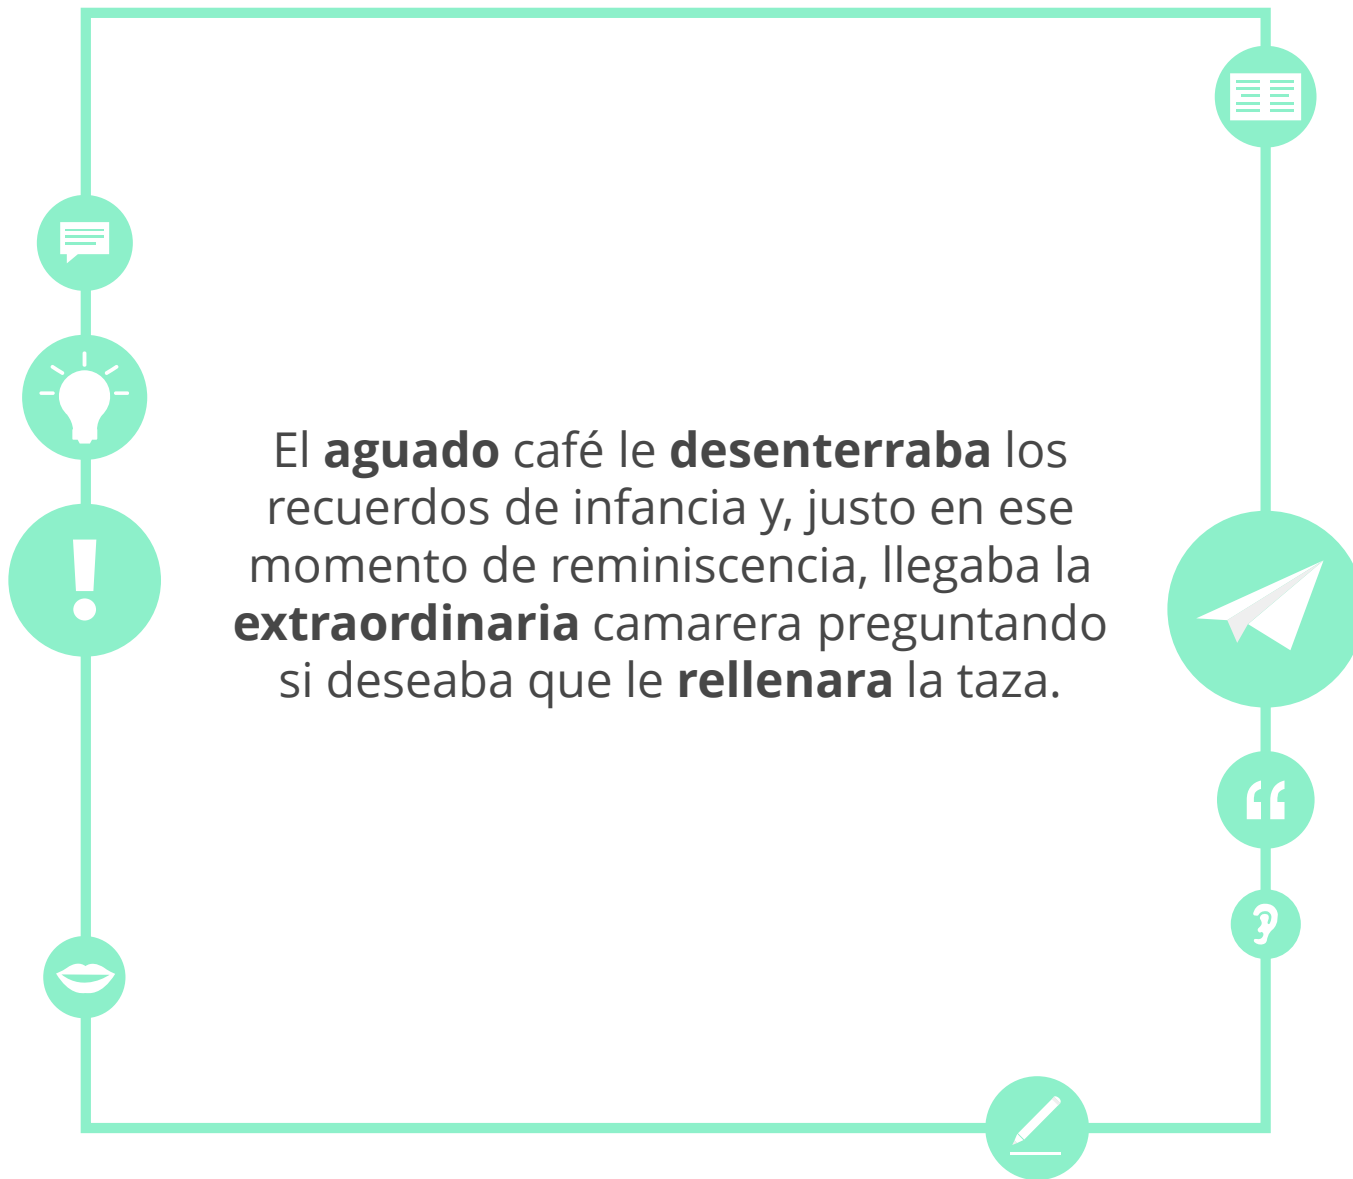 El aguado café le desenterraba los
recuerdos de infancia y, justo en ese
momento de reminiscencia, llegaba la
extraordinaria camarera preguntando
si deseaba que le rellenara la taza.